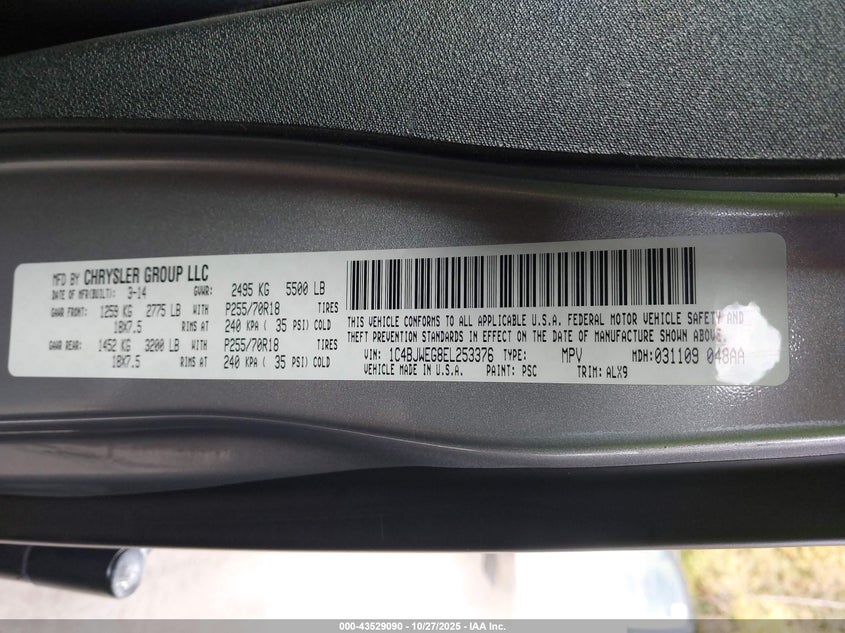 MFD BY CHRYSLER GROUP LLC
DATE OF MFR(BUILT): 3-14 GVWR: 2495 KG 5500 LB
GAWR FRONT: 1259 KG 2775 LB WITH P255/70R18 TIRES
18X7.5 RIMS AT 240 KPA ( 35 PSI) COLD
GAWR REAR: 1452 KG 3200 LB WITH P255/70R18 TIRES
18X7.5 RIMS AT 240 KPA ( 35 PSI) COLD
THIS VEHICLE CONFORMS TO ALL APPLICABLE U.S.A. FEDERAL MOTOR VEHICLE SAFETY AND
THEFT PREVENTION STANDARDS IN EFFECT ON THE DATE OF MANUFACTURE SHOWN ABOVE.
VIN: 1C4BJWEG8EL253376 TYPE: MPV MDH: 031109 048AA
VEHICLE MADE IN U.S.A. PAINT: PSC TRIM: ALX9
000-43529090 - 10/27/2025 - IAA Inc.